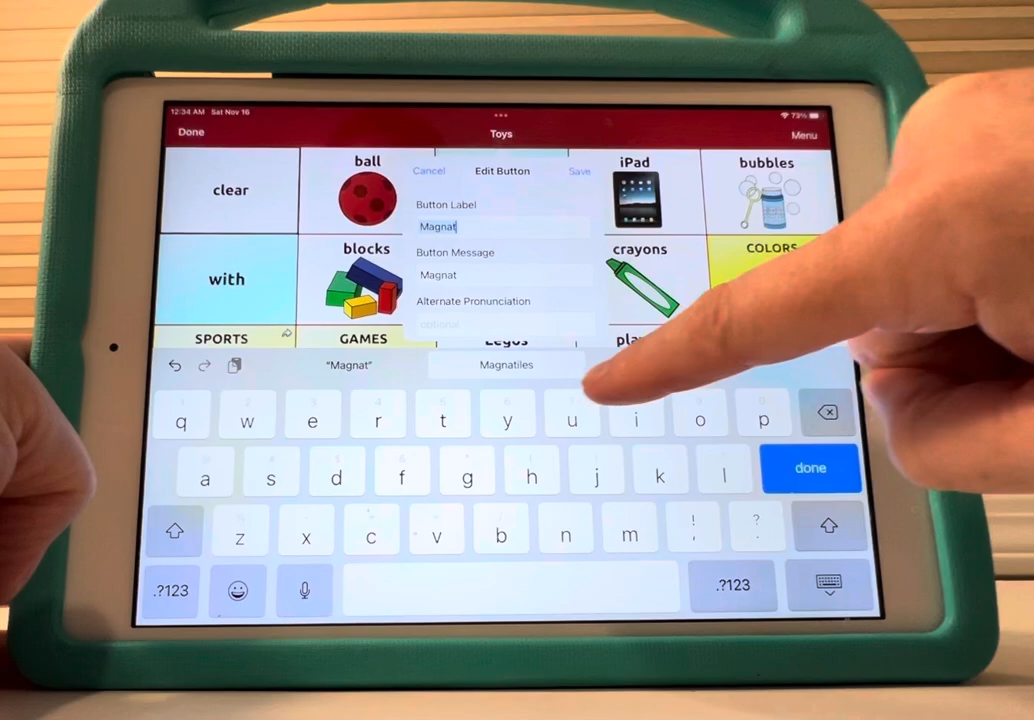 12:34 AM Sat Nov 16
73%
Done
Toys
Menu
clear
ball
iPad
bubbles
Cancel
Edit Button
Save
Button Label
Magnat
with
blocks
crayons
COLORS
Button Message
Magnat
Alternate Pronunciation
optional
SPORTS
GAMES
Legos
"Magnat"
Magnatiles
q w e r t y u i o p
a s d f g h j k l done
z x c v b n m ! , ? .
.?123
.?123